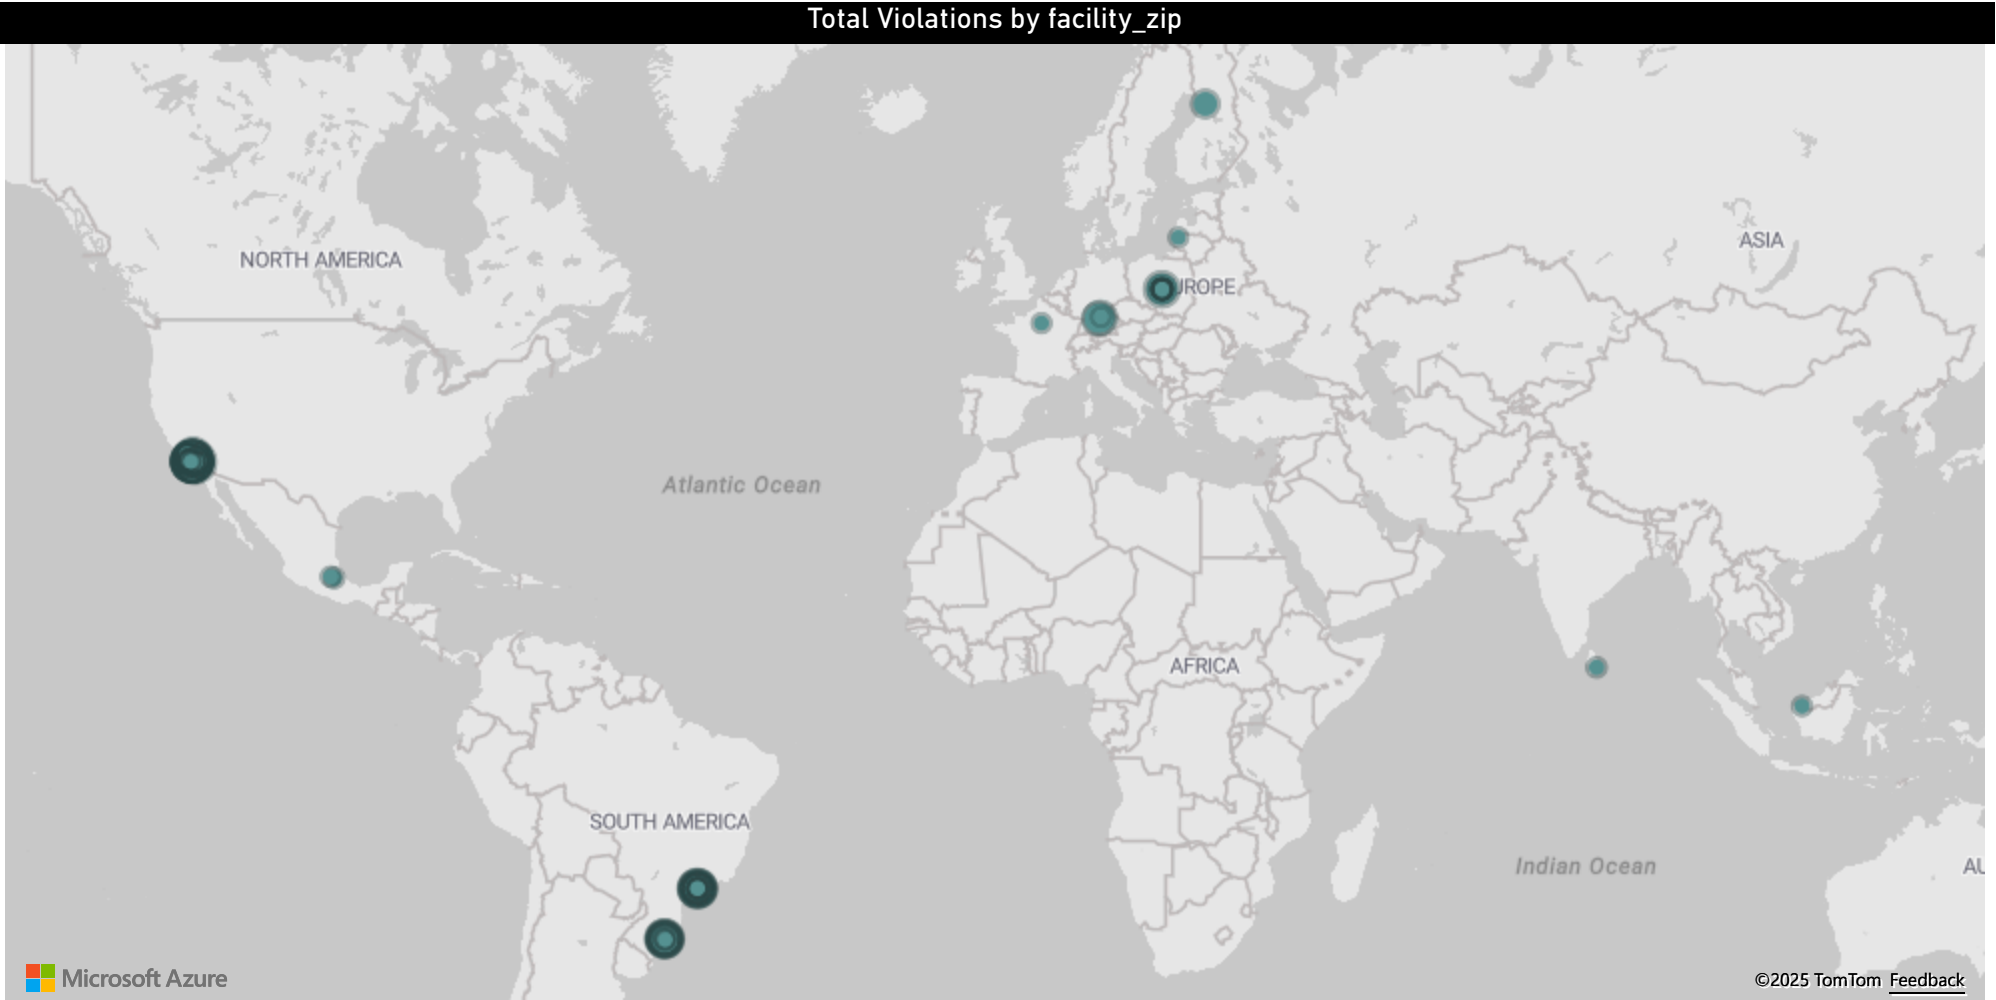 Total Violations by facility_zip
NORTH AMERICA
ASIA
UROPE
Atlantic Ocean
AFRICA
SOUTH AMERICA
Indian Ocean
AU
Microsoft Azure
©2025 TomTom Feedback